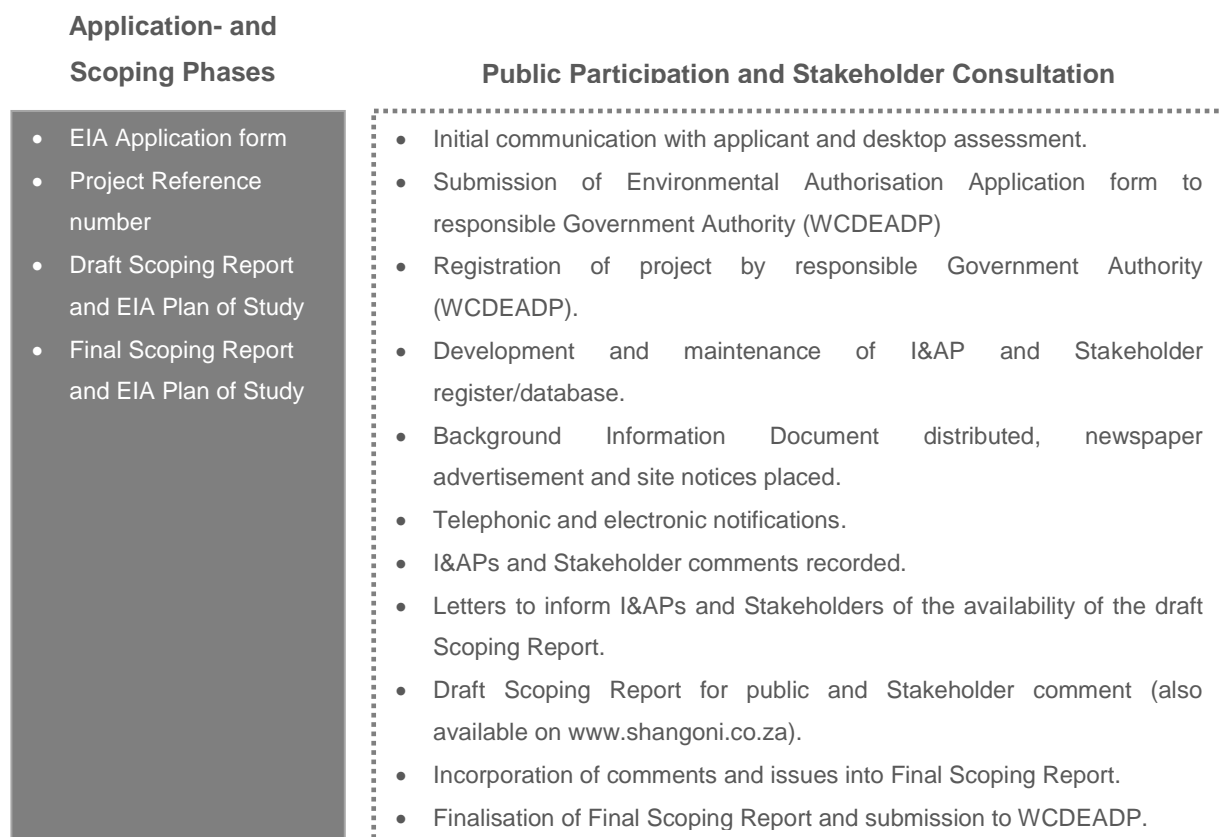 Application- and
Scoping Phases
Public Participation and Stakeholder Consultation
• EIA Application form
• Project Reference
number
• Draft Scoping Report
and EIA Plan of Study
• Final Scoping Report
and EIA Plan of Study
• Initial communication with applicant and desktop assessment.
• Submission of Environmental Authorisation Application form to
responsible Government Authority (WCDEADP)
• Registration of project by responsible Government Authority
(WCDEADP).
• Development and maintenance of I&AP and Stakeholder
register/database.
• Background Information Document distributed, newspaper
advertisement and site notices placed.
• Telephonic and electronic notifications.
• I&APs and Stakeholder comments recorded.
• Letters to inform I&APs and Stakeholders of the availability of the draft
Scoping Report.
• Draft Scoping Report for public and Stakeholder comment (also
available on www.shangoni.co.za).
• Incorporation of comments and issues into Final Scoping Report.
• Finalisation of Final Scoping Report and submission to WCDEADP.